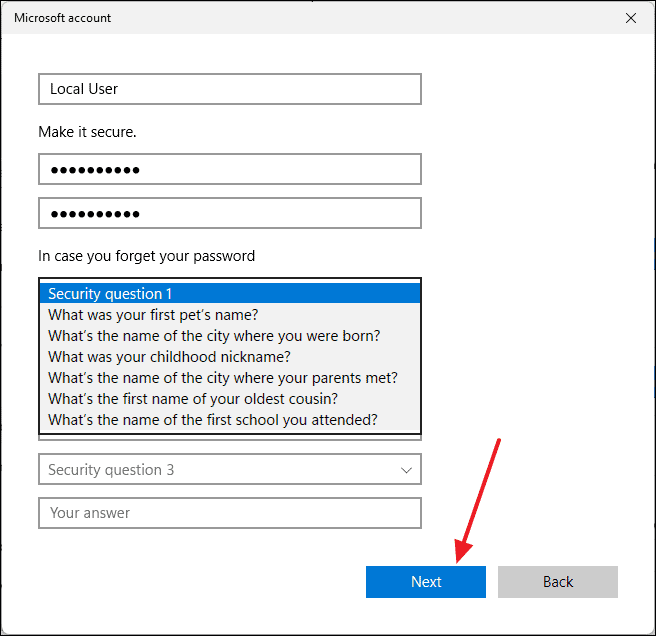 Microsoft account
Local User
Make it secure.
●●●●●●●●●●
●●●●●●●●●●
In case you forget your password
Security question 1
What was your first pet's name?
What's the name of the city where you were born?
What was your childhood nickname?
What's the name of the city where your parents met?
What's the first name of your oldest cousin?
What's the name of the first school you attended?
Security question 3
Your answer
Next
Back